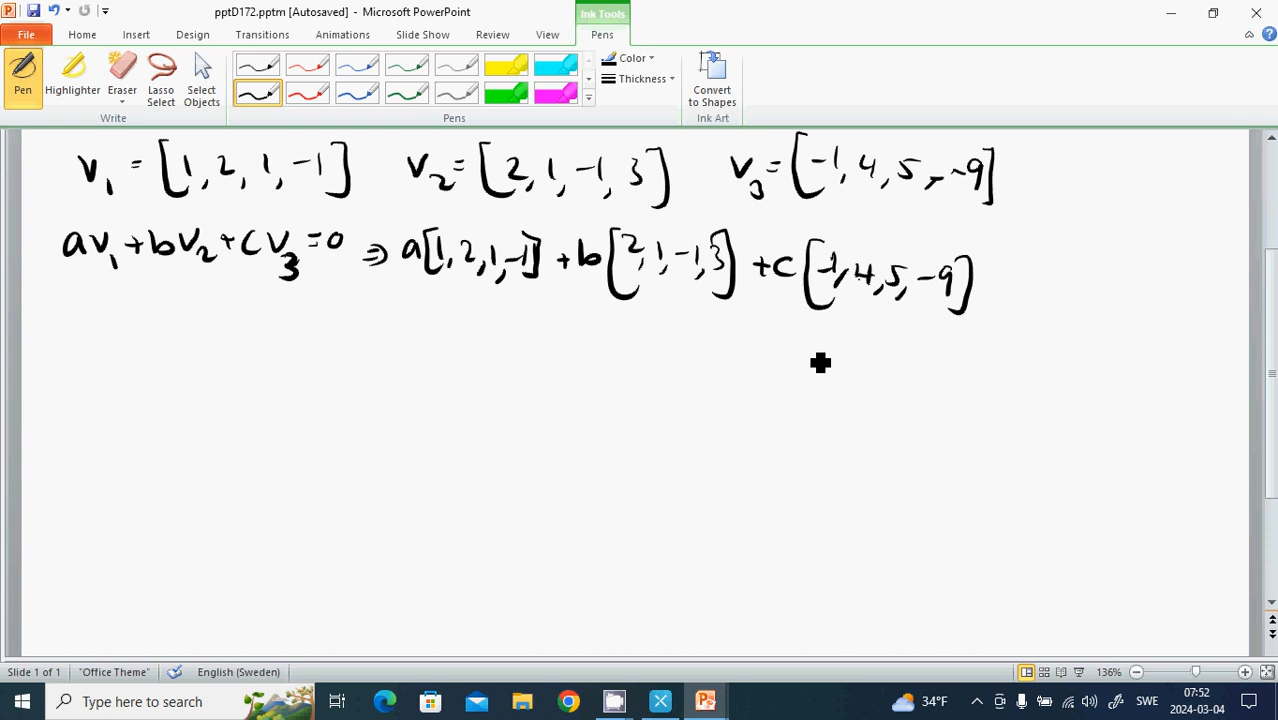 pptD172.pptm [Autosaved] - Microsoft PowerPoint
Ink Tools
File Home Insert Design Transitions Animations Slide Show Review View Pens
Pen Highlighter Eraser Lasso Select Select Objects
Color
Thickness
Convert to Shapes
Write Pens Ink Art
v₁ = [1, 2, 1, -1] v₂ = [2, 1, -1, 3] v₃ = [-1, 4, 5, -9]
av₁ + bv₂ + cv₃ = 0 ⇒ a[1, 2, 1, -1] + b[2, 1, -1, 3] + c[-1, 4, 5, -9]
Slide 1 of 1 "Office Theme" English (Sweden) 136%
Type here to search 34°F SWE 07:52
2024-03-04